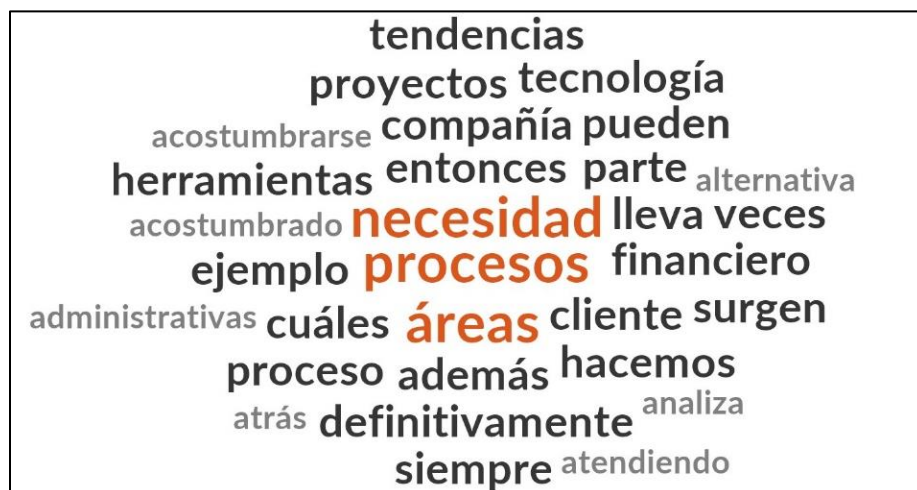 tendencias
proyectos tecnología
acostumbrarse compañía pueden
herramientas entonces parte alternativa
acostumbrado necesidad lleva veces
ejemplo procesos financiero
administrativas cuáles áreas cliente surgen
proceso además hacemos
atrás definitivamente analiza
siempre atendiendo